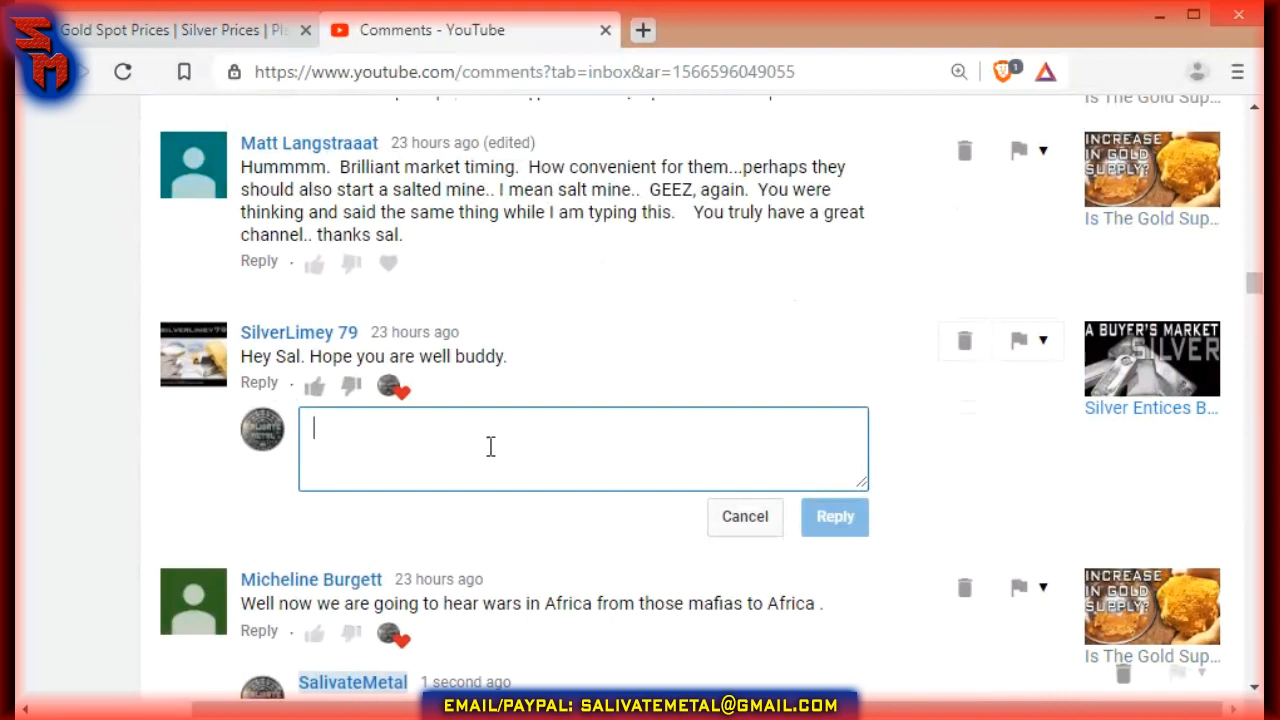 SM
Gold Spot Prices | Silver Prices | Pl
Comments - YouTube
https://www.youtube.com/comments?tab=inbox&ar=1566596049055
1
Is The Gold Sup...
Matt Langstraaat 23 hours ago (edited)
Hummmm. Brilliant market timing. How convenient for them...perhaps they
should also start a salted mine.. I mean salt mine.. GEEZ, again. You were
thinking and said the same thing while I am typing this. You truly have a great
channel.. thanks sal.
Reply
INCREASE
IN GOLD
SUPPLY?
Is The Gold Sup...
SilverLimey 79 23 hours ago
Hey Sal. Hope you are well buddy.
Reply
SILVERLIMEY79
A BUYER'S MARKET
SILVER
Silver Entices B...
Cancel
Reply
Micheline Burgett 23 hours ago
Well now we are going to hear wars in Africa from those mafias to Africa .
Reply
INCREASE
IN GOLD
SUPPLY?
Is The Gold Sup...
SalivateMetal 1 second ago
EMAIL/PAYPAL: SALIVATEMETAL@GMAIL.COM